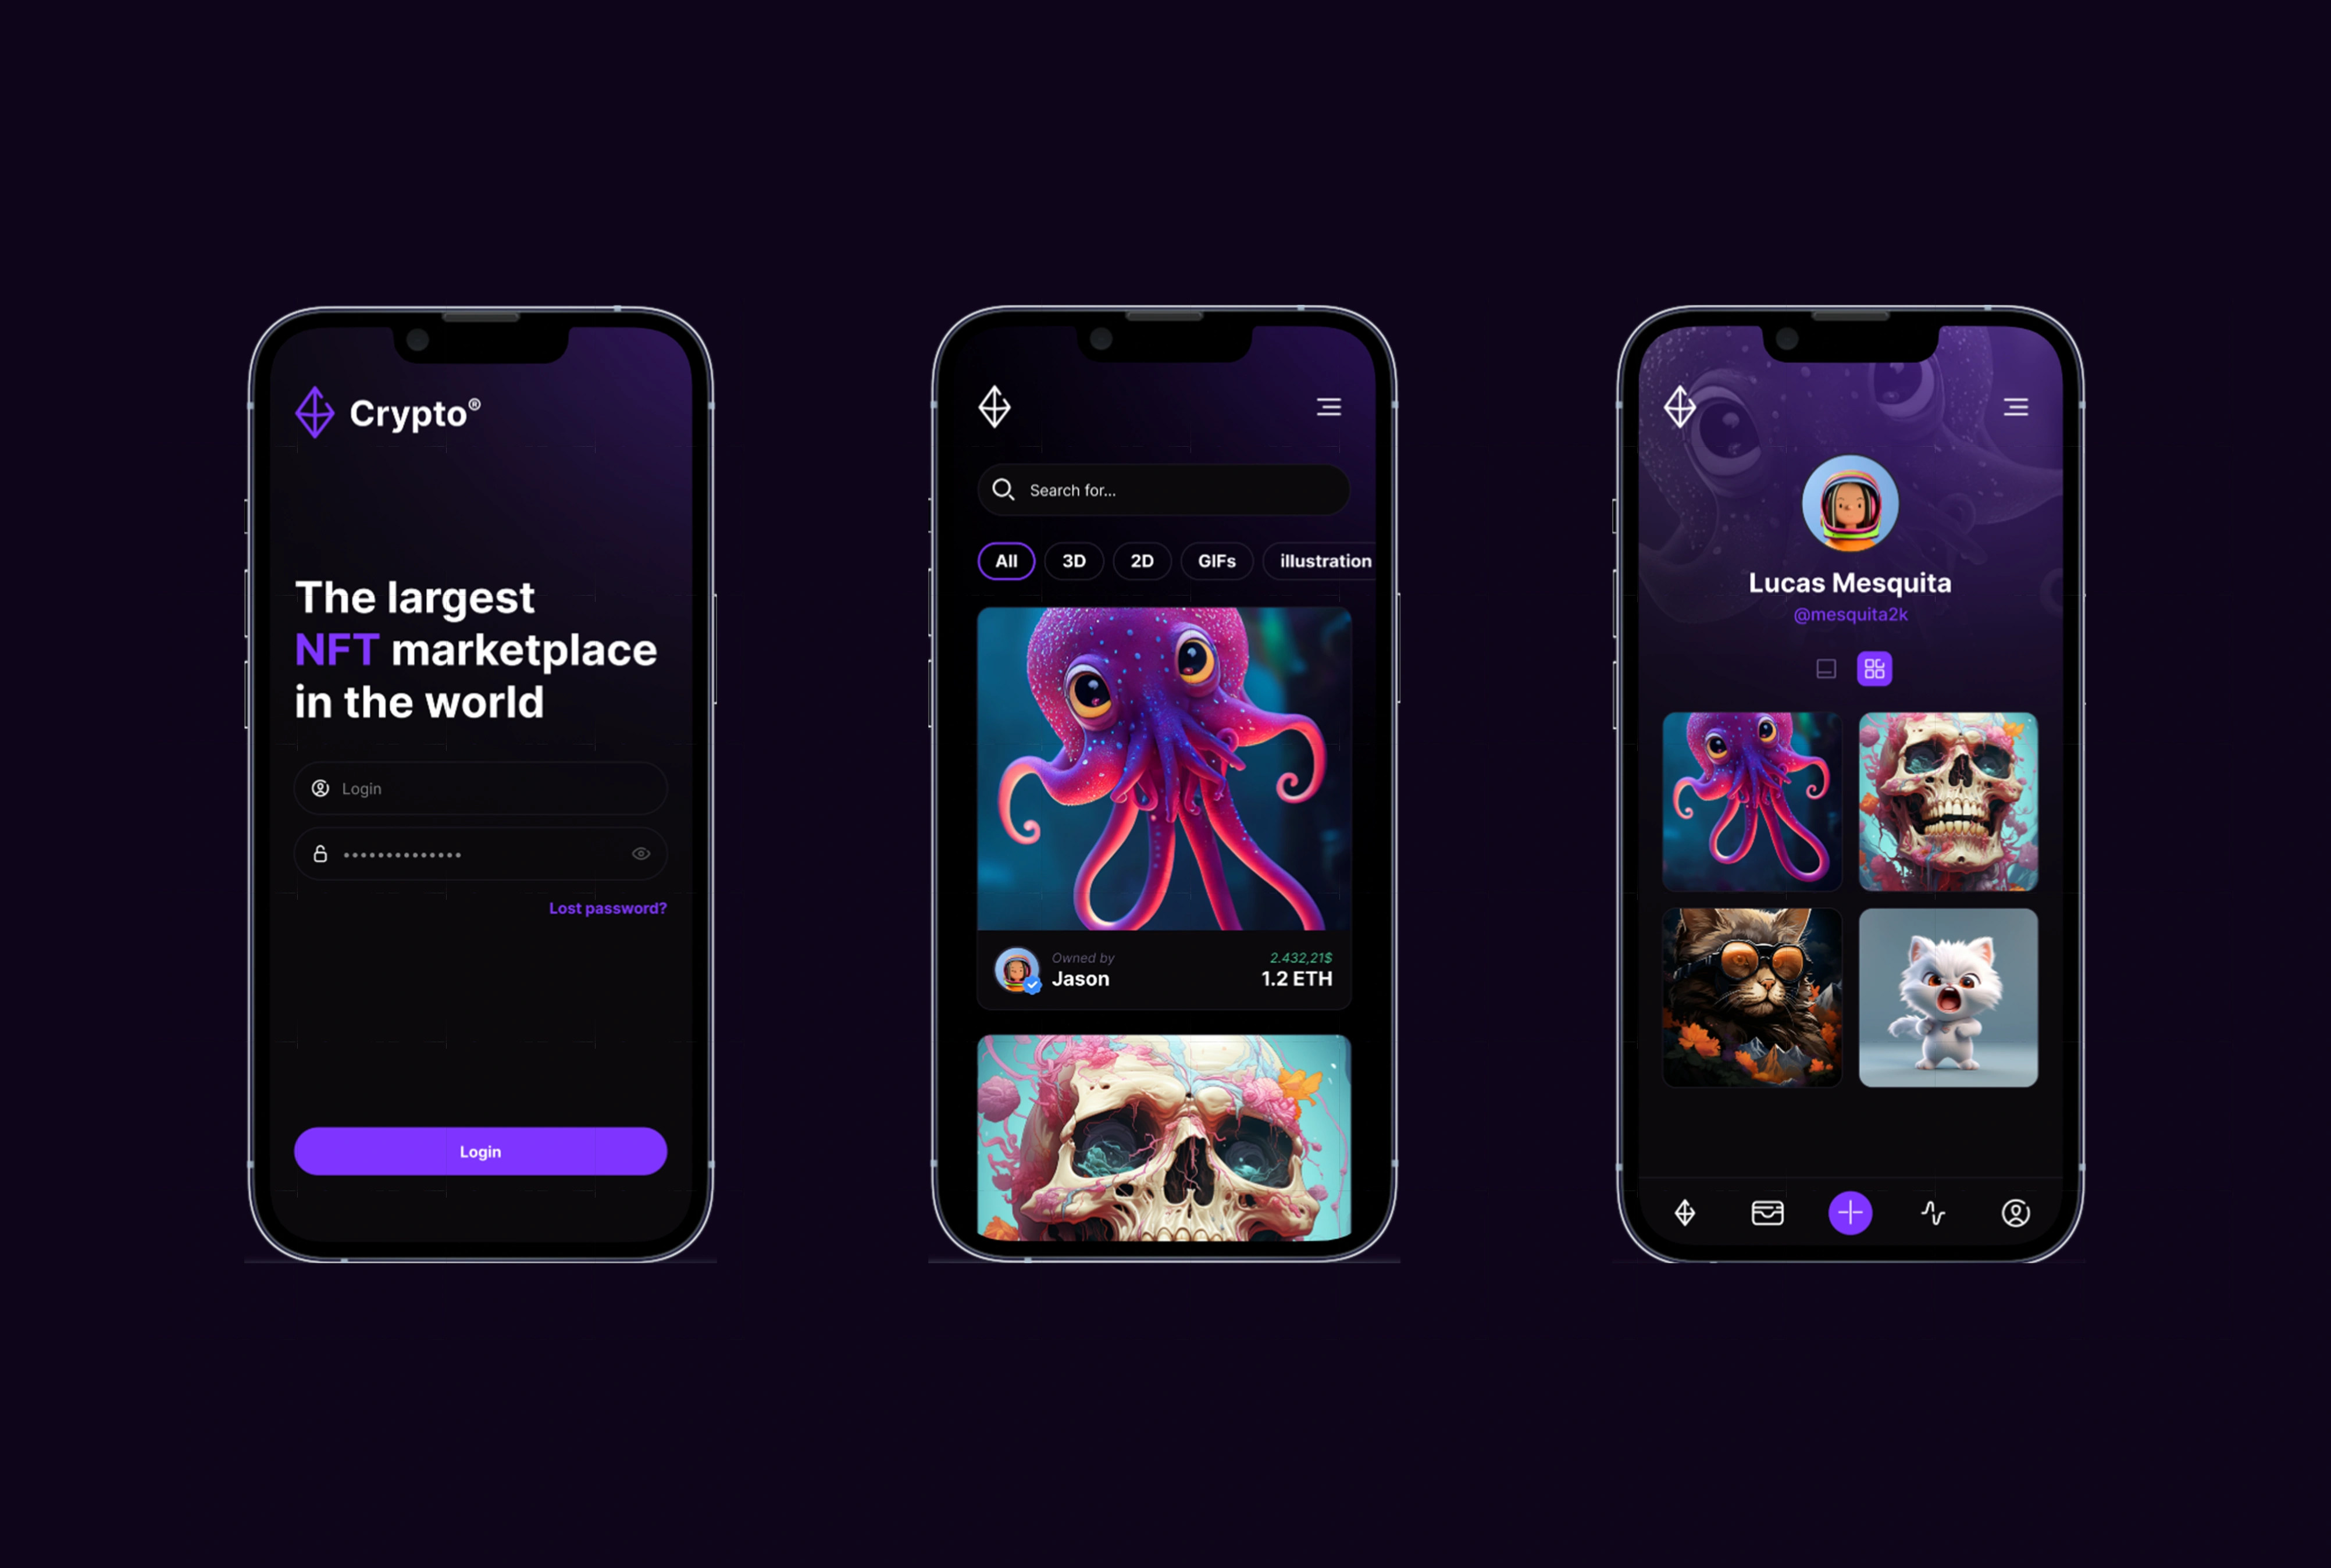 Crypto®
The largest
NFT marketplace
in the world
Login
Lost password?
Login
Search for...
All
3D
2D
GIFs
illustration
Owned by
Jason
2.432,21$
1.2 ETH
Lucas Mesquita
@mesquita2k